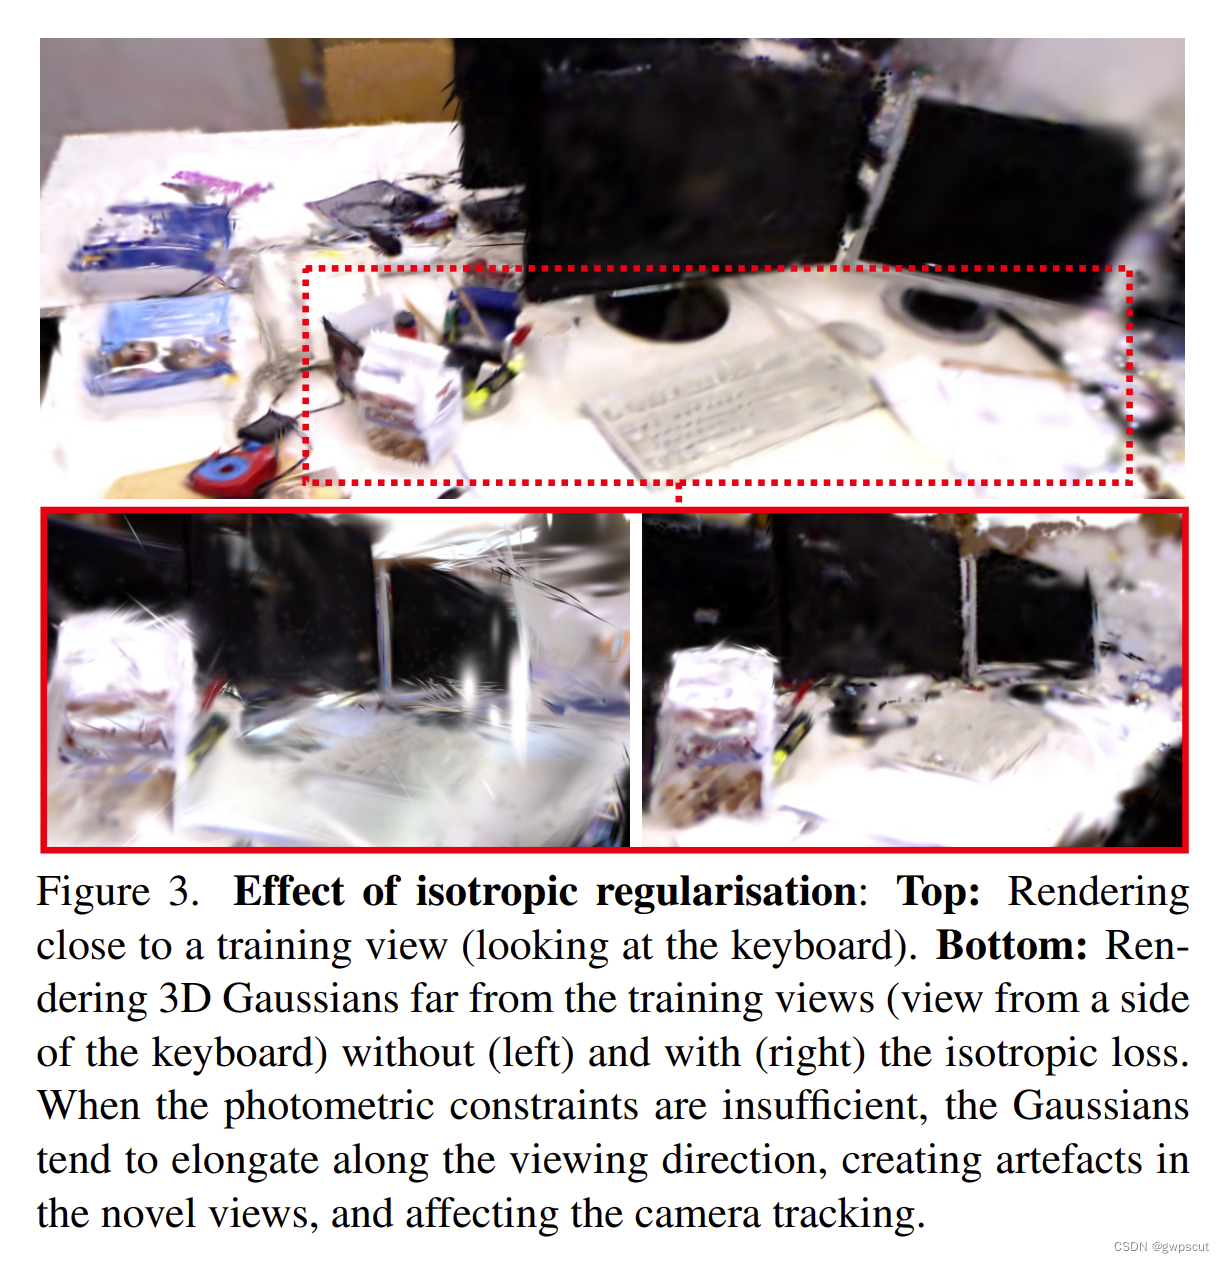 Figure 3. Effect of isotropic regularisation: Top: Rendering
close to a training view (looking at the keyboard). Bottom: Ren-
dering 3D Gaussians far from the training views (view from a side
of the keyboard) without (left) and with (right) the isotropic loss.
When the photometric constraints are insufficient, the Gaussians
tend to elongate along the viewing direction, creating artefacts in
the novel views, and affecting the camera tracking.
CSDN @gwpscut